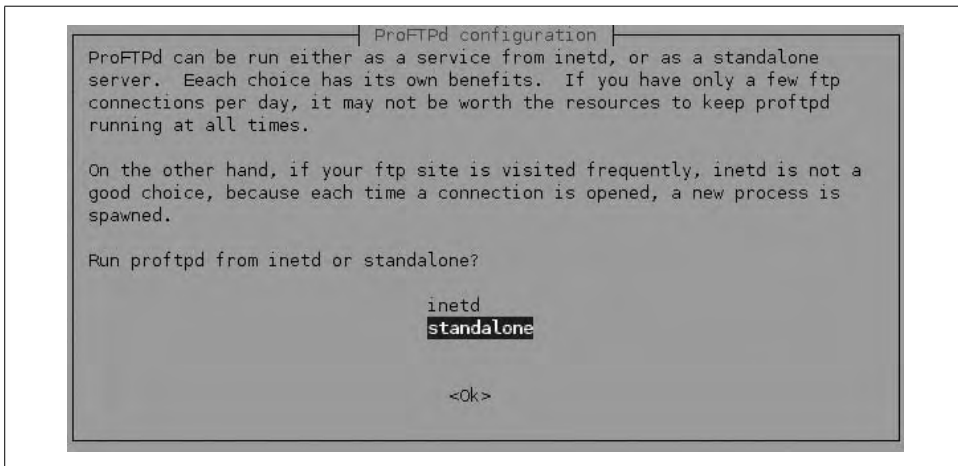 ProFTPd configuration
ProFTPd can be run either as a service from inetd, or as a standalone
server.  Eeach choice has its own benefits.  If you have only a few ftp
connections per day, it may not be worth the resources to keep proftpd
running at all times.
On the other hand, if your ftp site is visited frequently, inetd is not a
good choice, because each time a connection is opened, a new process is
spawned.
Run proftpd from inetd or standalone?
inetd
standalone
<Ok>